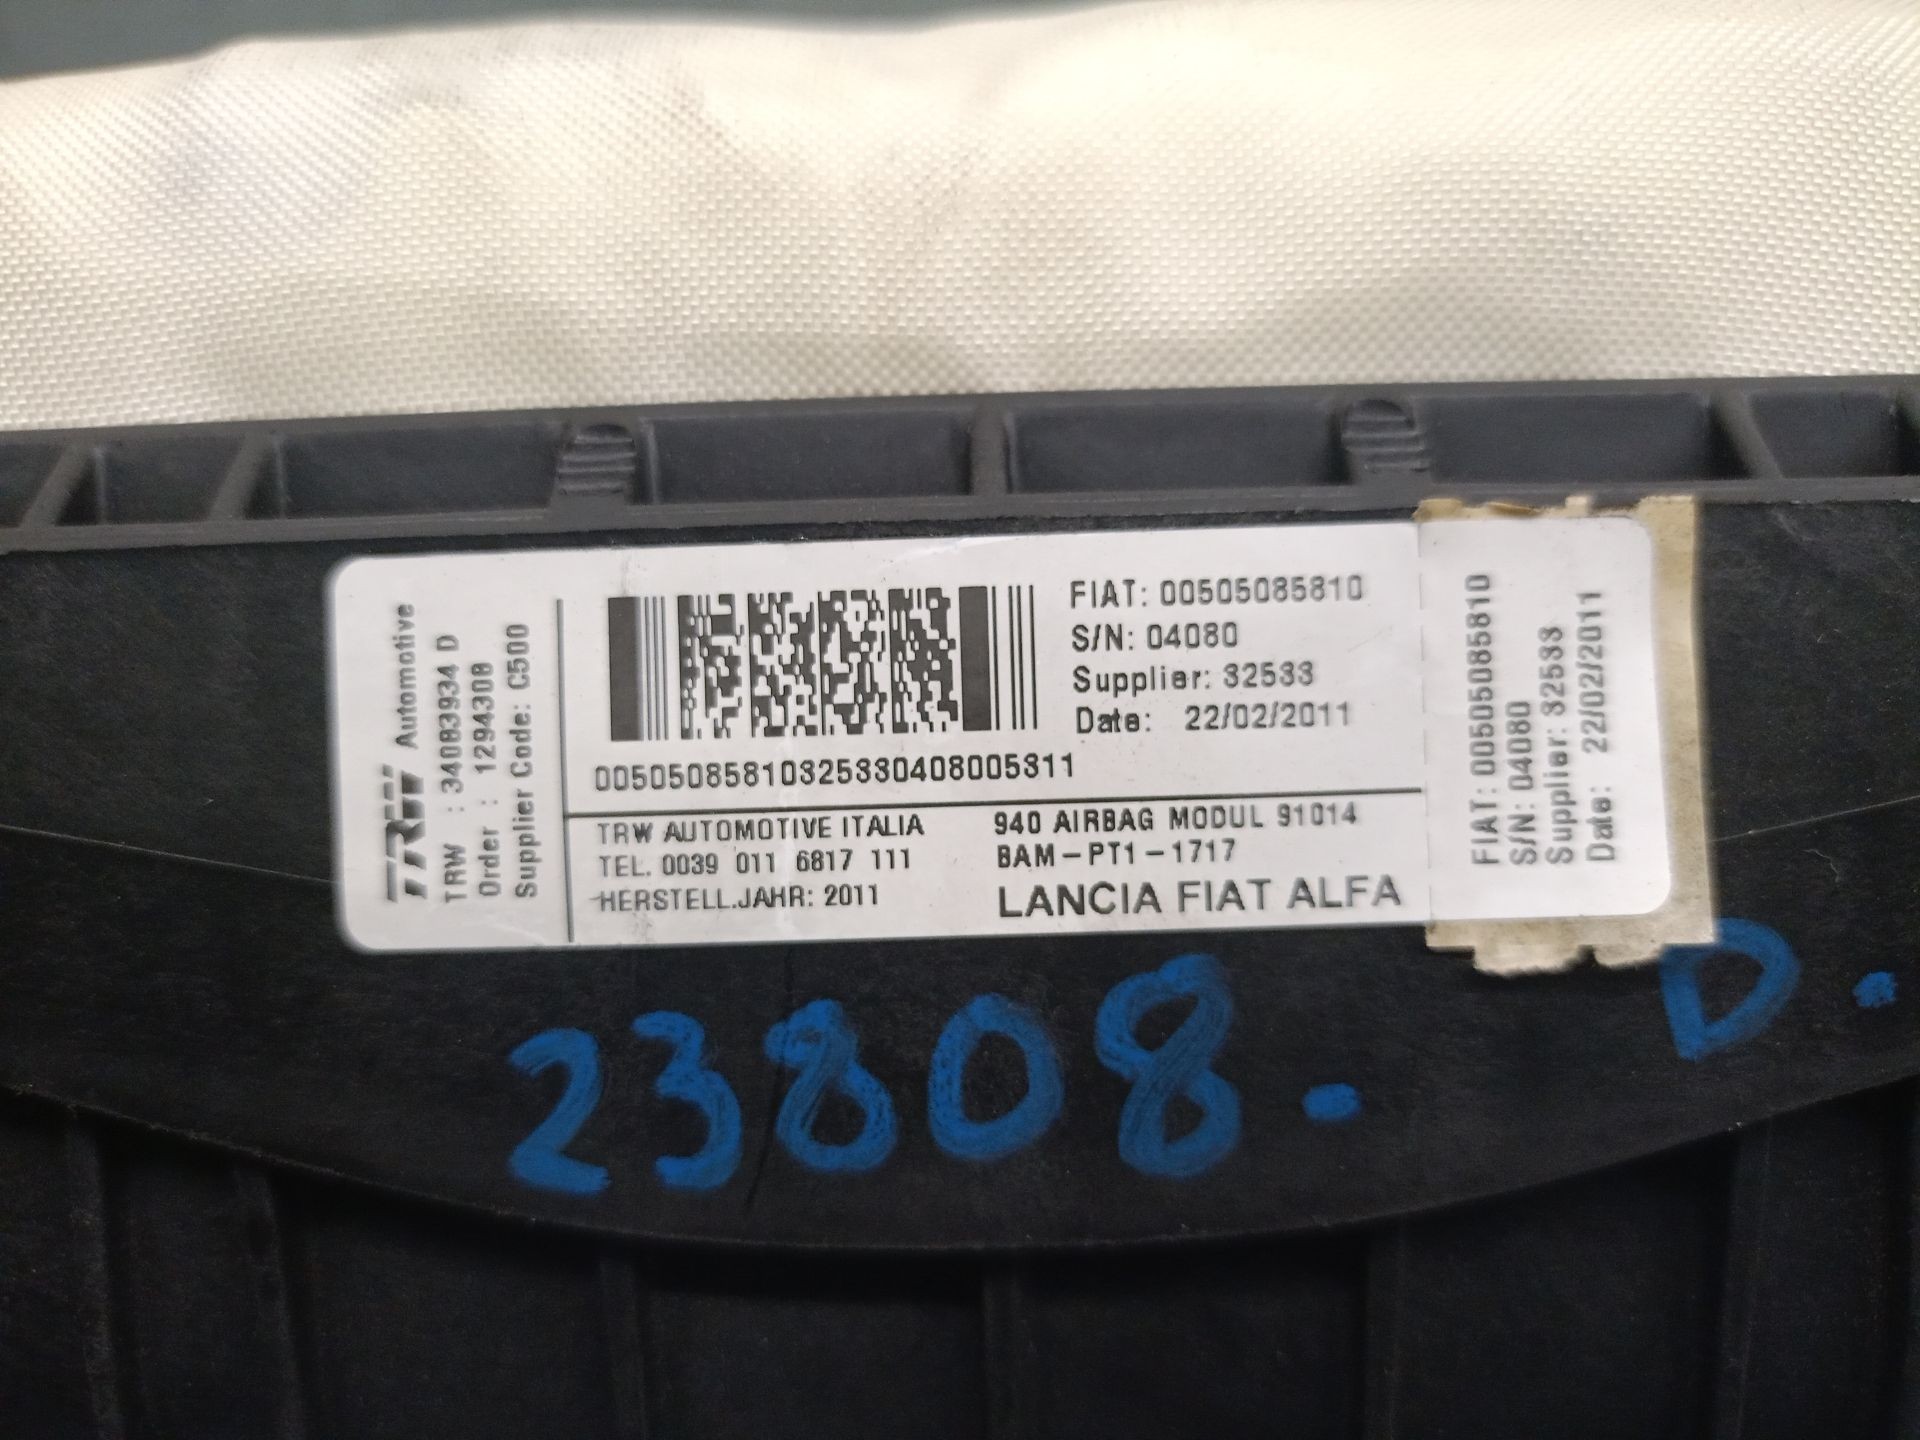 TRW Automotive
TRW : 34083934 D
Order : 1294308
Supplier Code: C500
FIAT: 00505085810
S/N: 04080
Supplier: 32533
Date: 22/02/2011
00505085810325330408005311
TRW AUTOMOTIVE ITALIA
TEL. 0039 011 6817 111
HERSTELL.JAHR: 2011
940 AIRBAG MODUL 91014
BAM-PT1-1717
LANCIA FIAT ALFA
FIAT: 00505085810
S/N: 04080
Supplier: 32533
Date: 22/02/2011
23808. D.